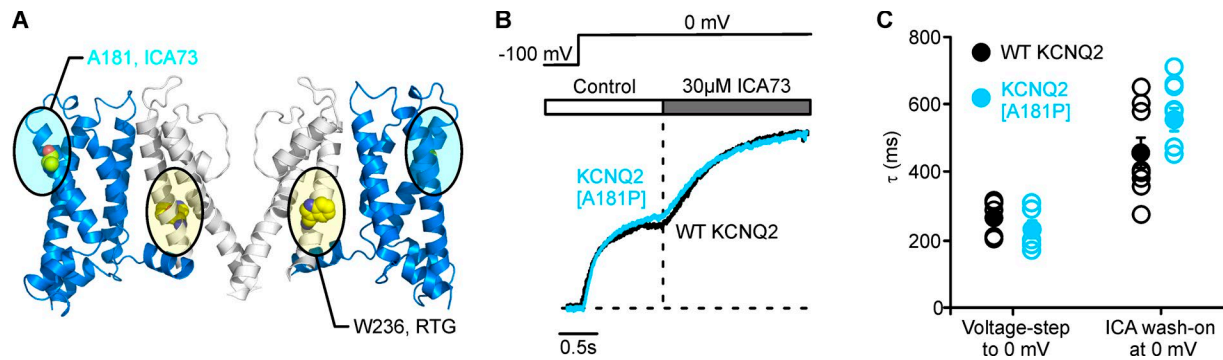 A
A181, ICA73
W236, RTG
B
0 mV
-100 mV
Control
30µM ICA73
KCNQ2
[A181P]
WT KCNQ2
0.5s
C
800
600
400
200
0
τ (ms)
WT KCNQ2
KCNQ2
[A181P]
Voltage-step
to 0 mV
ICA wash-on
at 0 mV